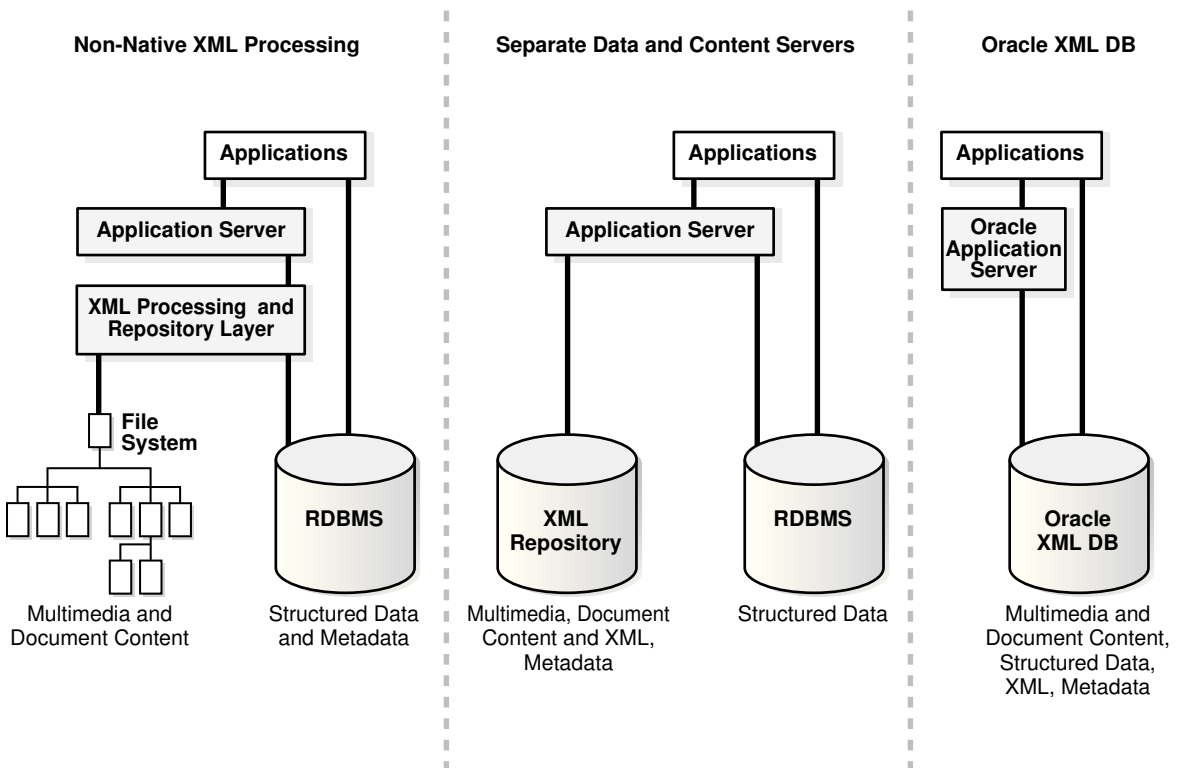 Non-Native XML Processing
Applications
Application Server
XML Processing and
Repository Layer
File
System
RDBMS
Multimedia and
Document Content
Structured Data
and Metadata
Separate Data and Content Servers
Applications
Application Server
XML
Repository
RDBMS
Multimedia, Document
Content and XML,
Metadata
Structured Data
Oracle XML DB
Applications
Oracle
Application
Server
Oracle
XML DB
Multimedia and
Document Content,
Structured Data,
XML, Metadata